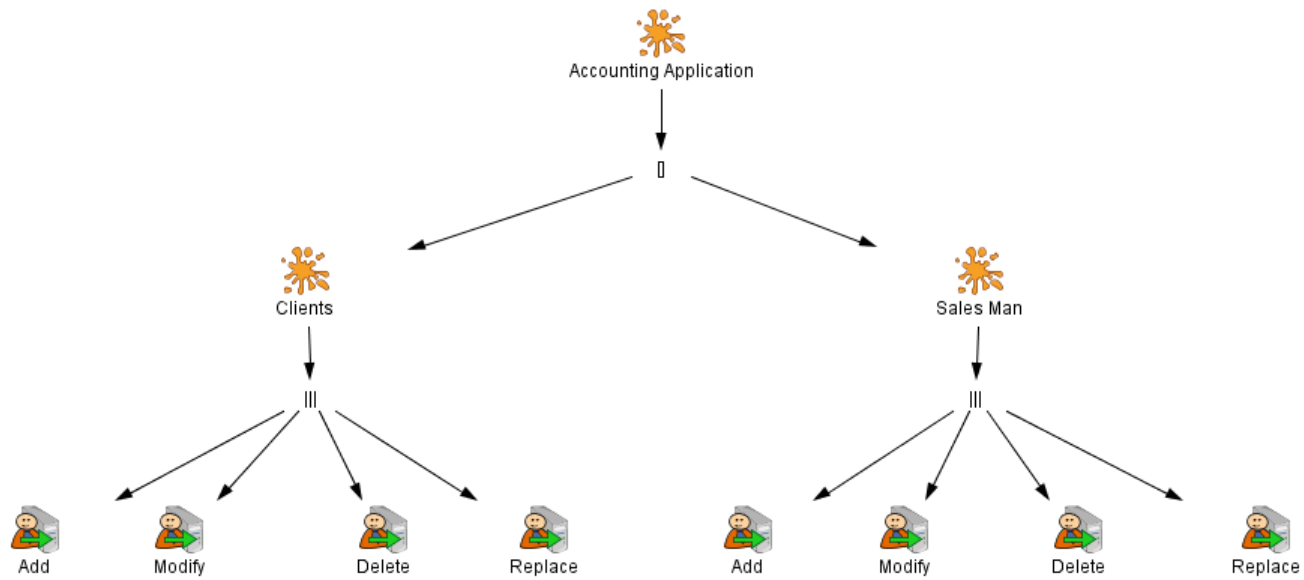 Accounting Application
[]
Clients
Sales Man
|||
|||
Add
Modify
Delete
Replace
Add
Modify
Delete
Replace